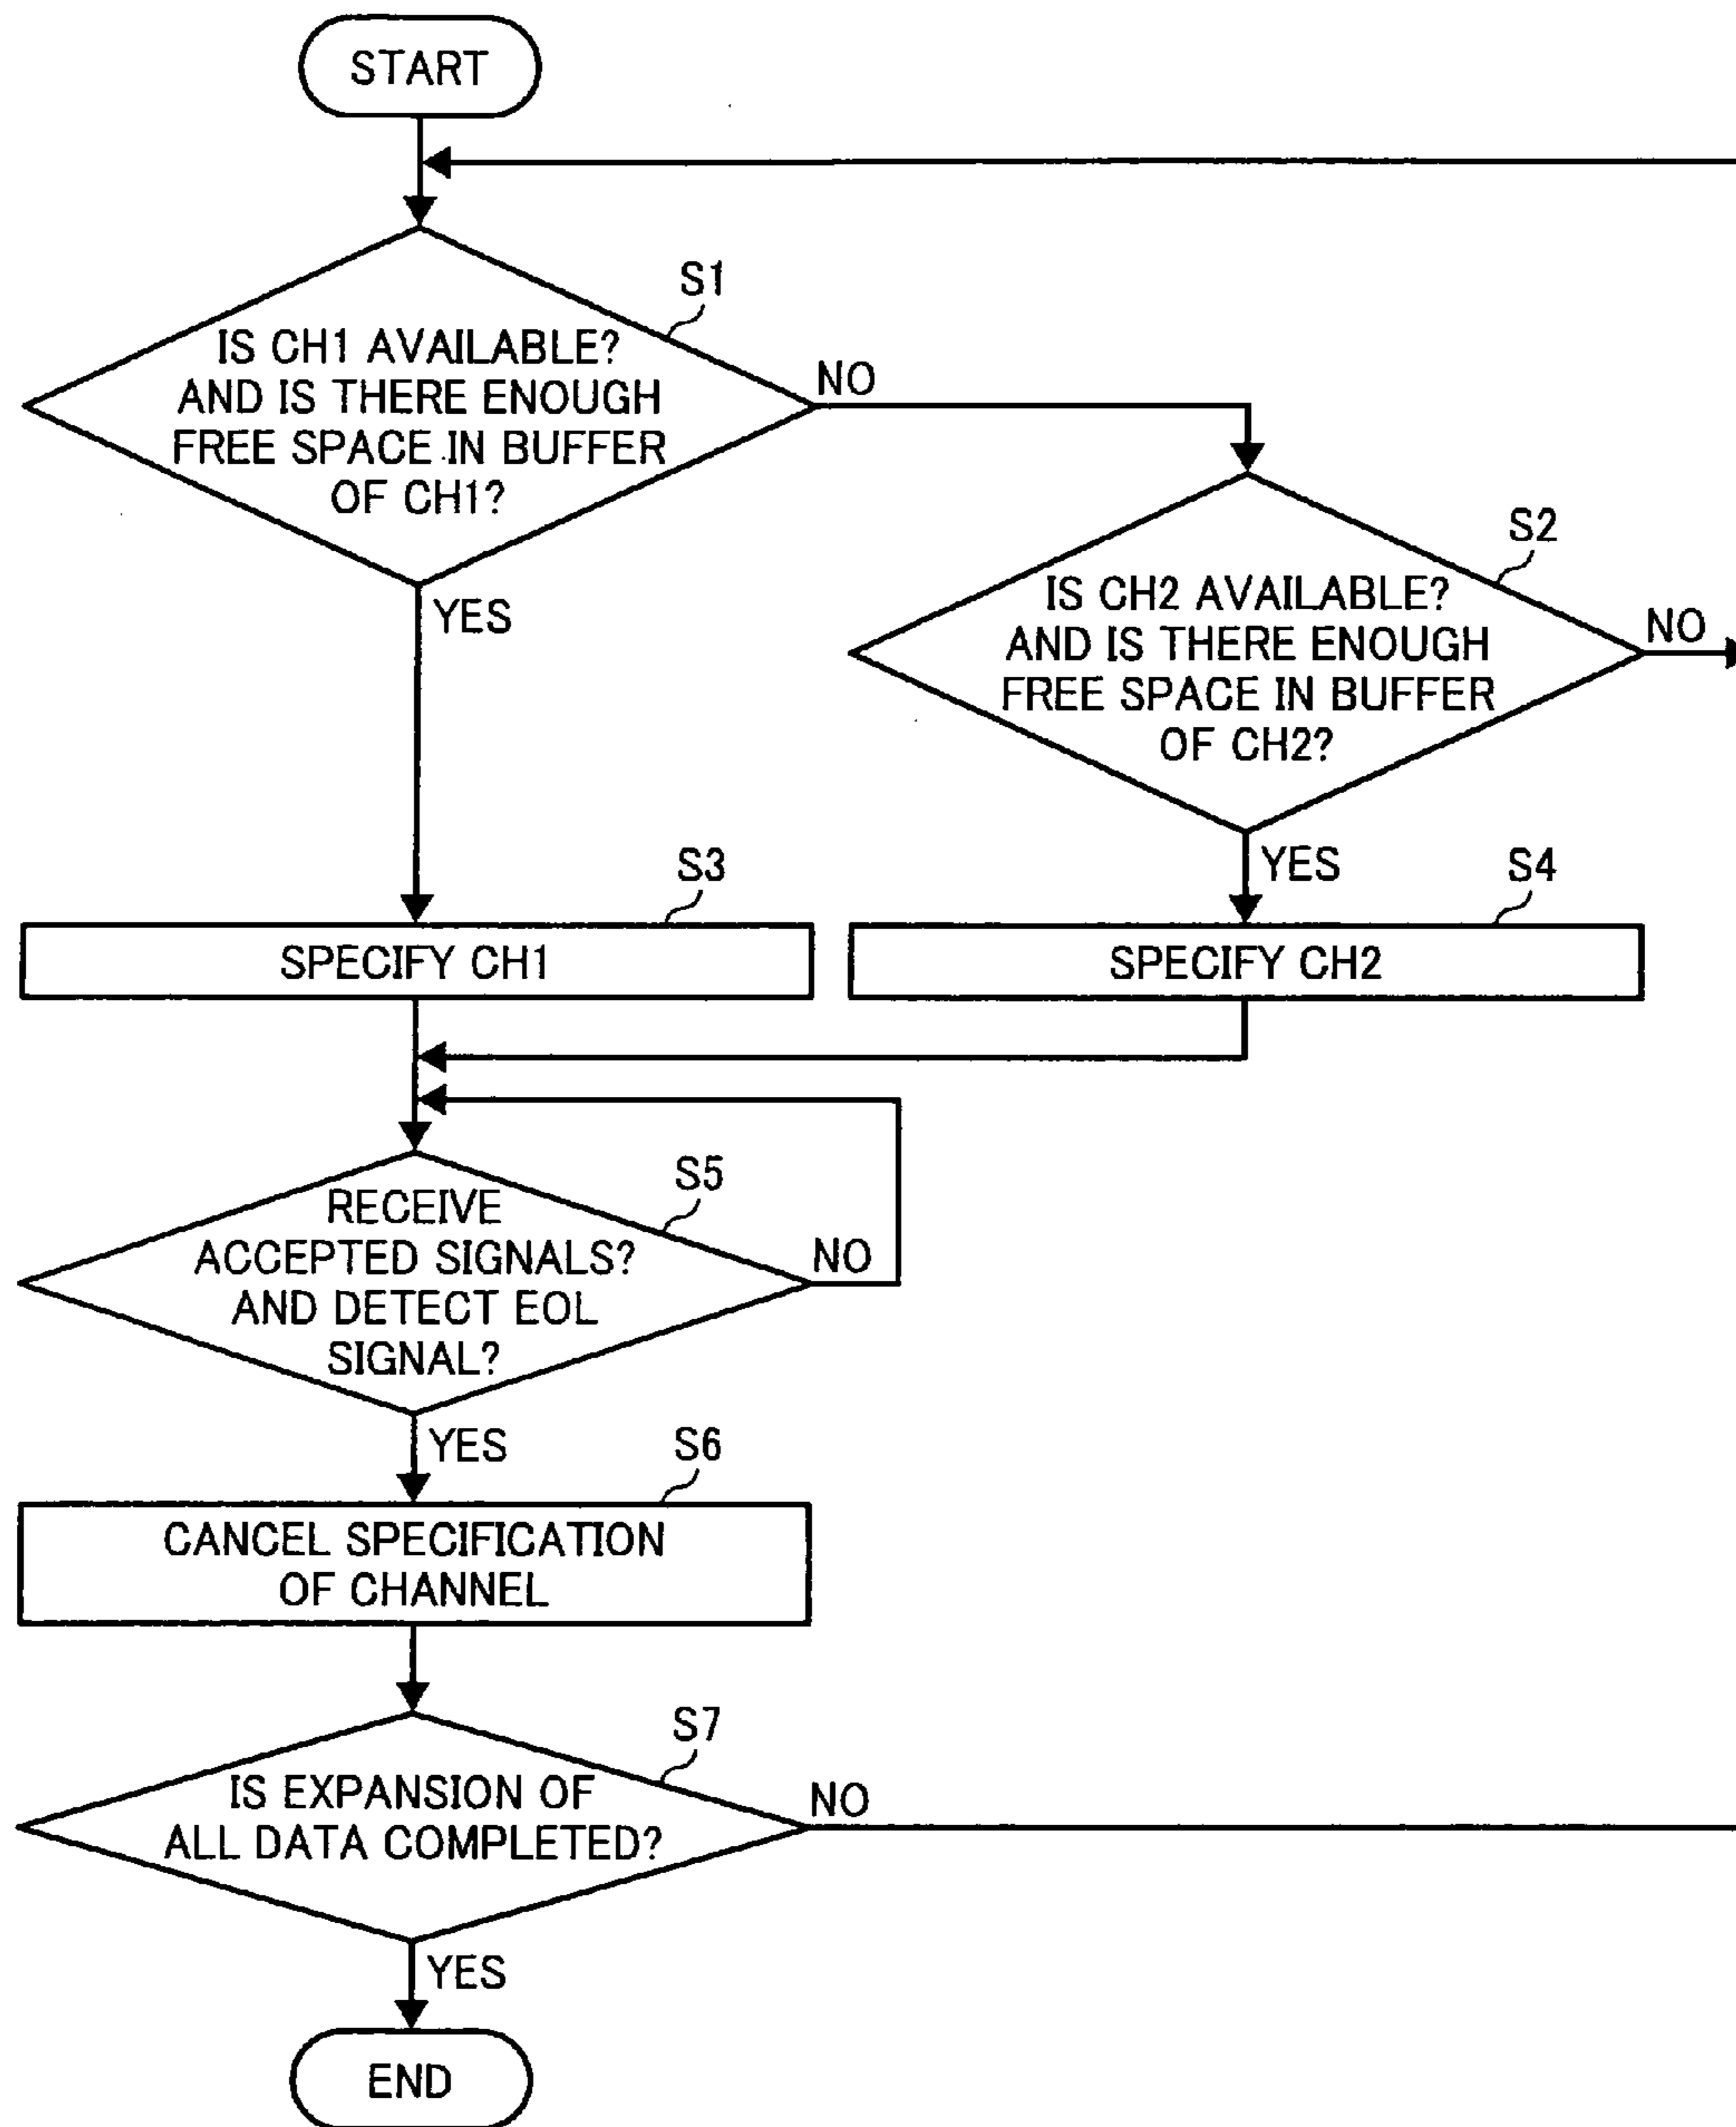 START
S1
IS CH1 AVAILABLE?
AND IS THERE ENOUGH
FREE SPACE IN BUFFER
OF CH1?
NO
YES
S2
IS CH2 AVAILABLE?
AND IS THERE ENOUGH
FREE SPACE IN BUFFER
OF CH2?
NO
YES
S3
SPECIFY CH1
S4
SPECIFY CH2
S5
RECEIVE
ACCEPTED SIGNALS?
AND DETECT EOL
SIGNAL?
NO
YES
S6
CANCEL SPECIFICATION
OF CHANNEL
S7
IS EXPANSION OF
ALL DATA COMPLETED?
NO
YES
END